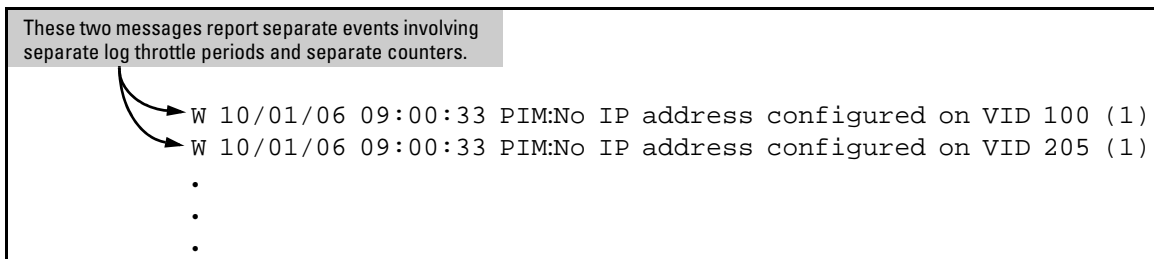 These two messages report separate events involving
separate log throttle periods and separate counters.
W 10/01/06 09:00:33 PIM:No IP address configured on VID 100 (1)
W 10/01/06 09:00:33 PIM:No IP address configured on VID 205 (1)
.
.
.